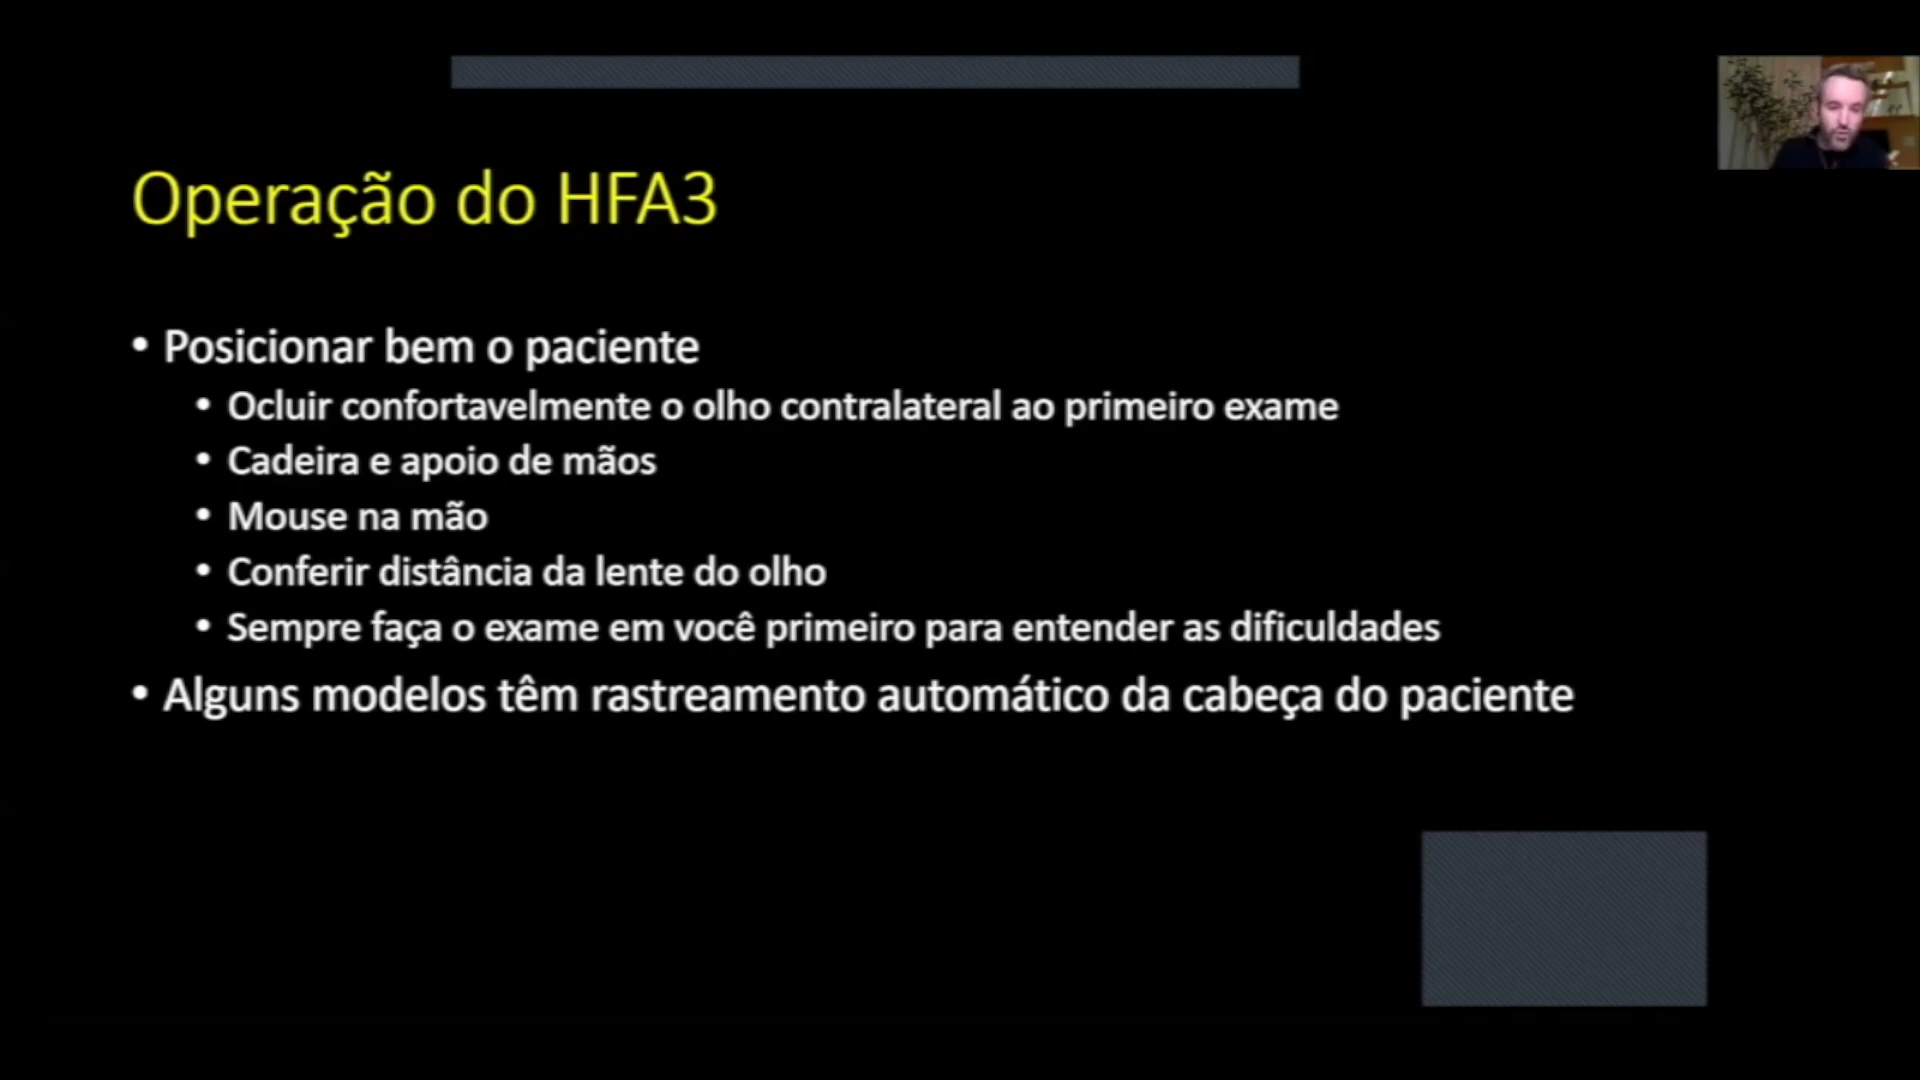 Operação do HFA3
• Posicionar bem o paciente
• Ocluir confortavelmente o olho contralateral ao primeiro exame
• Cadeira e apoio de mãos
• Mouse na mão
• Conferir distância da lente do olho
• Sempre faça o exame em você primeiro para entender as dificuldades
• Alguns modelos têm rastreamento automático da cabeça do paciente